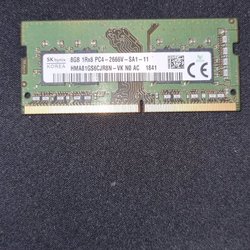 SK hynix
KOREA
8GB 1Rx8 PC4-2666V-SA1-11
HMA81GS6CJR8N-VK N0 AC 1841